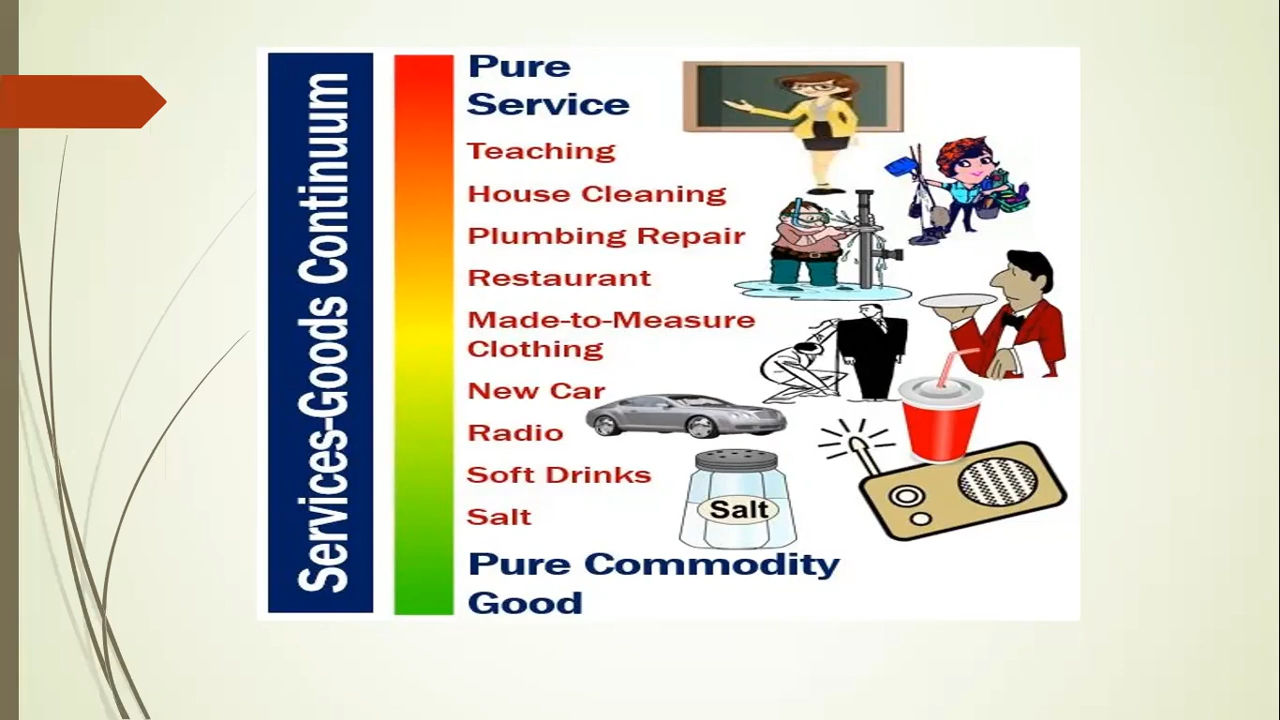 Services-Goods Continuum
Pure
Service
Teaching
House Cleaning
Plumbing Repair
Restaurant
Made-to-Measure
Clothing
New Car
Radio
Soft Drinks
Salt
Salt
Pure Commodity
Good